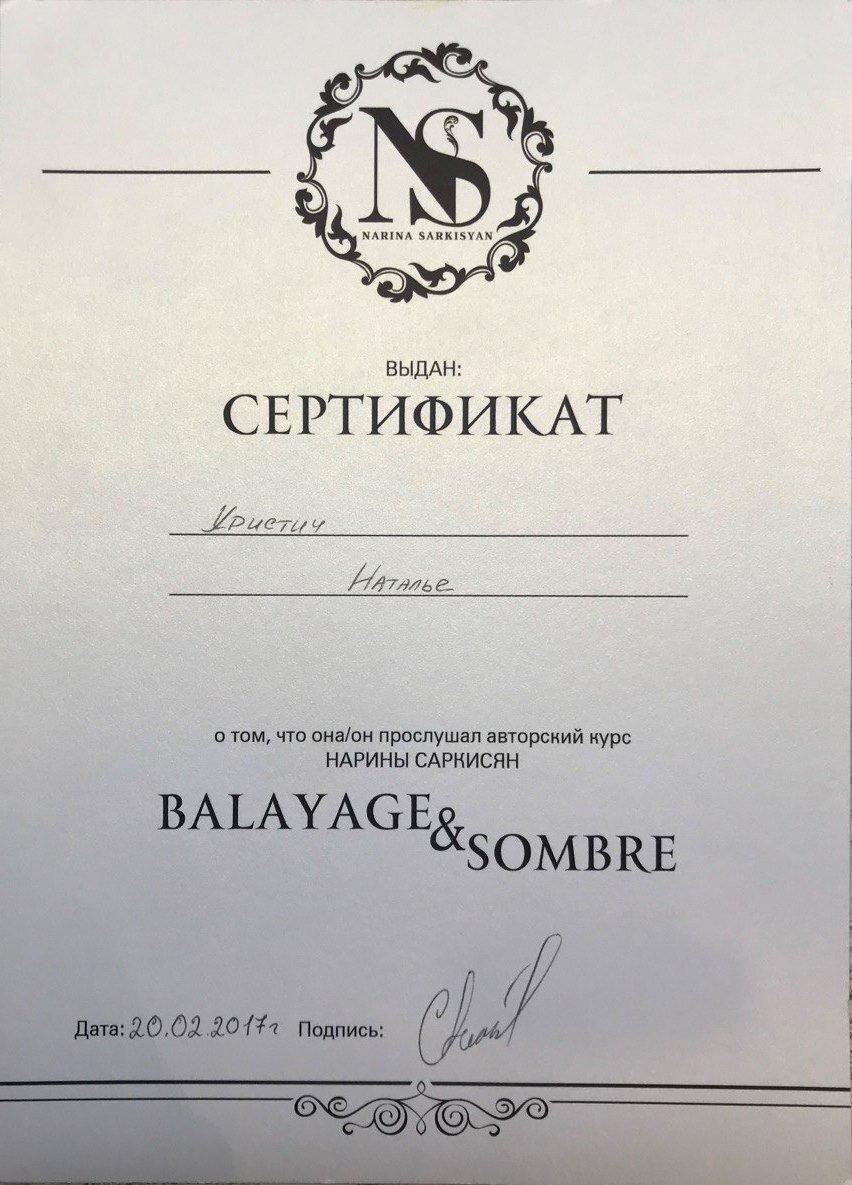 NS
NARINA SARKISYAN
ВЫДАН:
СЕРТИФИКАТ
Христич
Наталье
о том, что она/он прослушал авторский курс
НАРИНЫ САРКИСЯН
BALAYAGE
&
SOMBRE
Дата: 20.02.2017г Подпись: